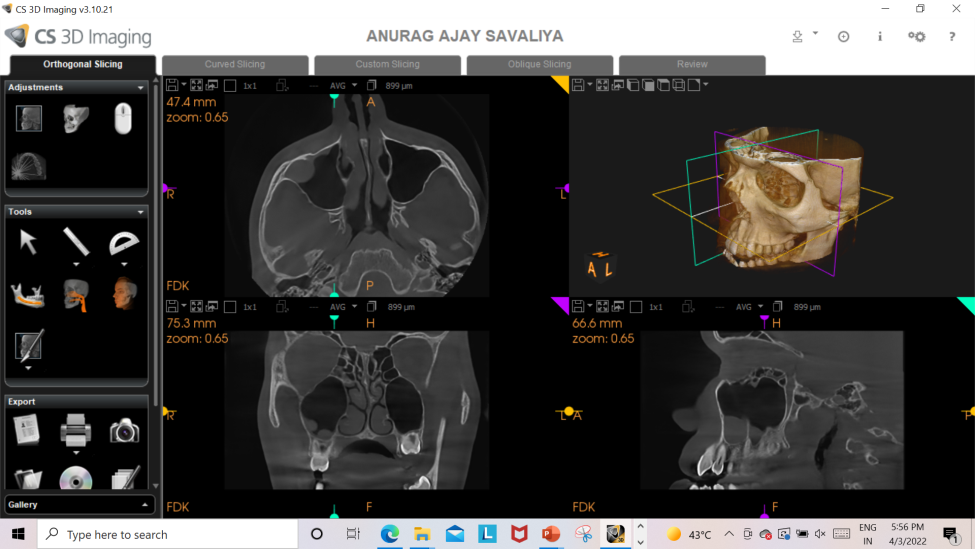 CS 3D Imaging v3.10.21
CS 3D Imaging
ANURAG AJAY SAVALIYA
i
?
Orthogonal Slicing
Curved Slicing
Custom Slicing
Oblique Slicing
Review
Adjustments
Tools
Export
Gallery
1x1
AVG
899 µm
47.4 mm
zoom: 0.65
A
R
L
FDK
P
A L
1x1
AVG
899 µm
75.3 mm
zoom: 0.65
H
R
L
FDK
F
1x1
AVG
899 µm
66.6 mm
zoom: 0.65
H
A
P
FDK
F
Type here to search
L
43°C
ENG
IN
5:56 PM
4/3/2022
1